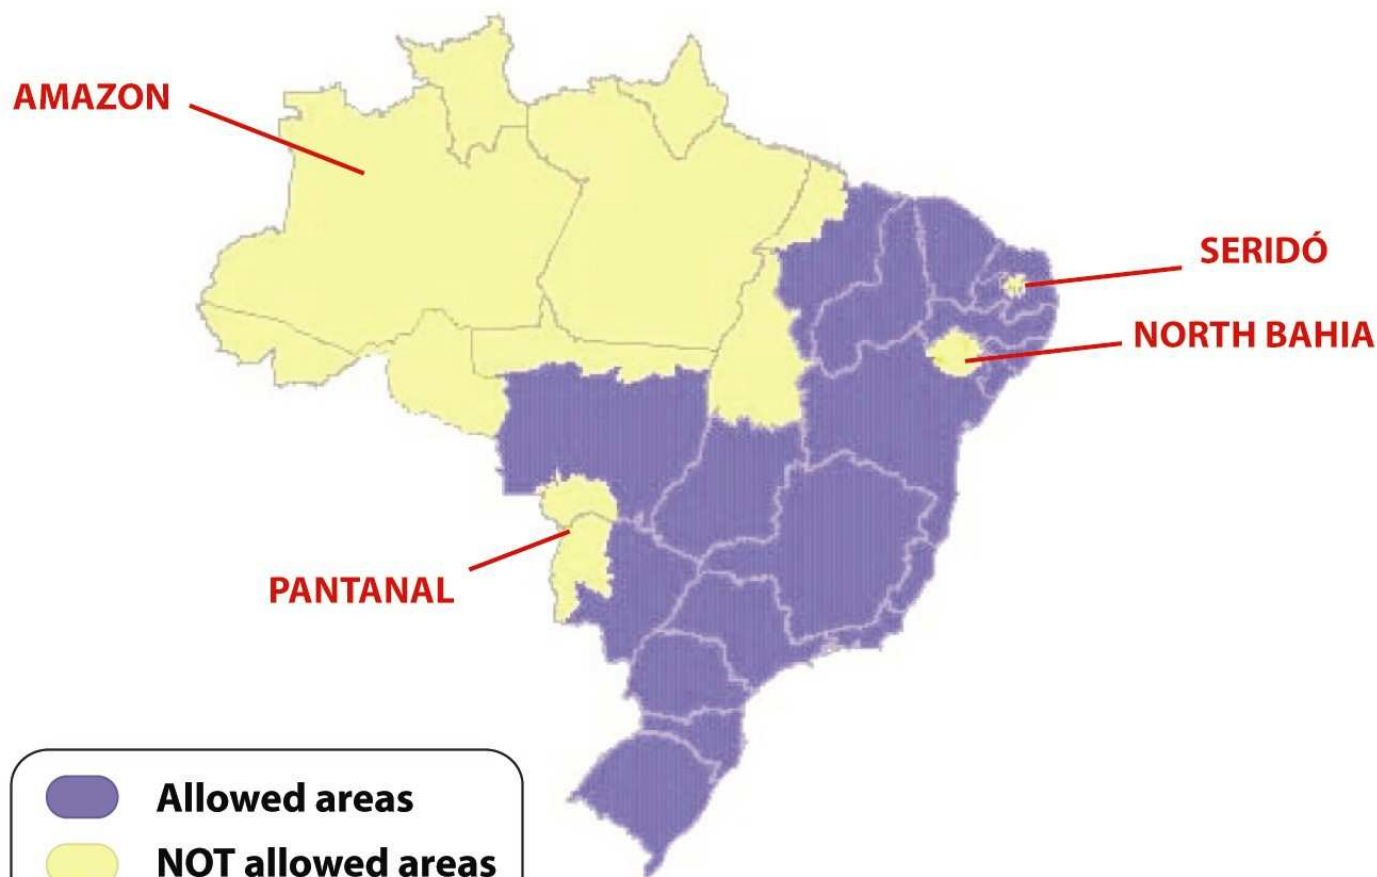 AMAZON
SERIDÓ
NORTH BAHIA
PANTANAL
Allowed areas
NOT allowed areas